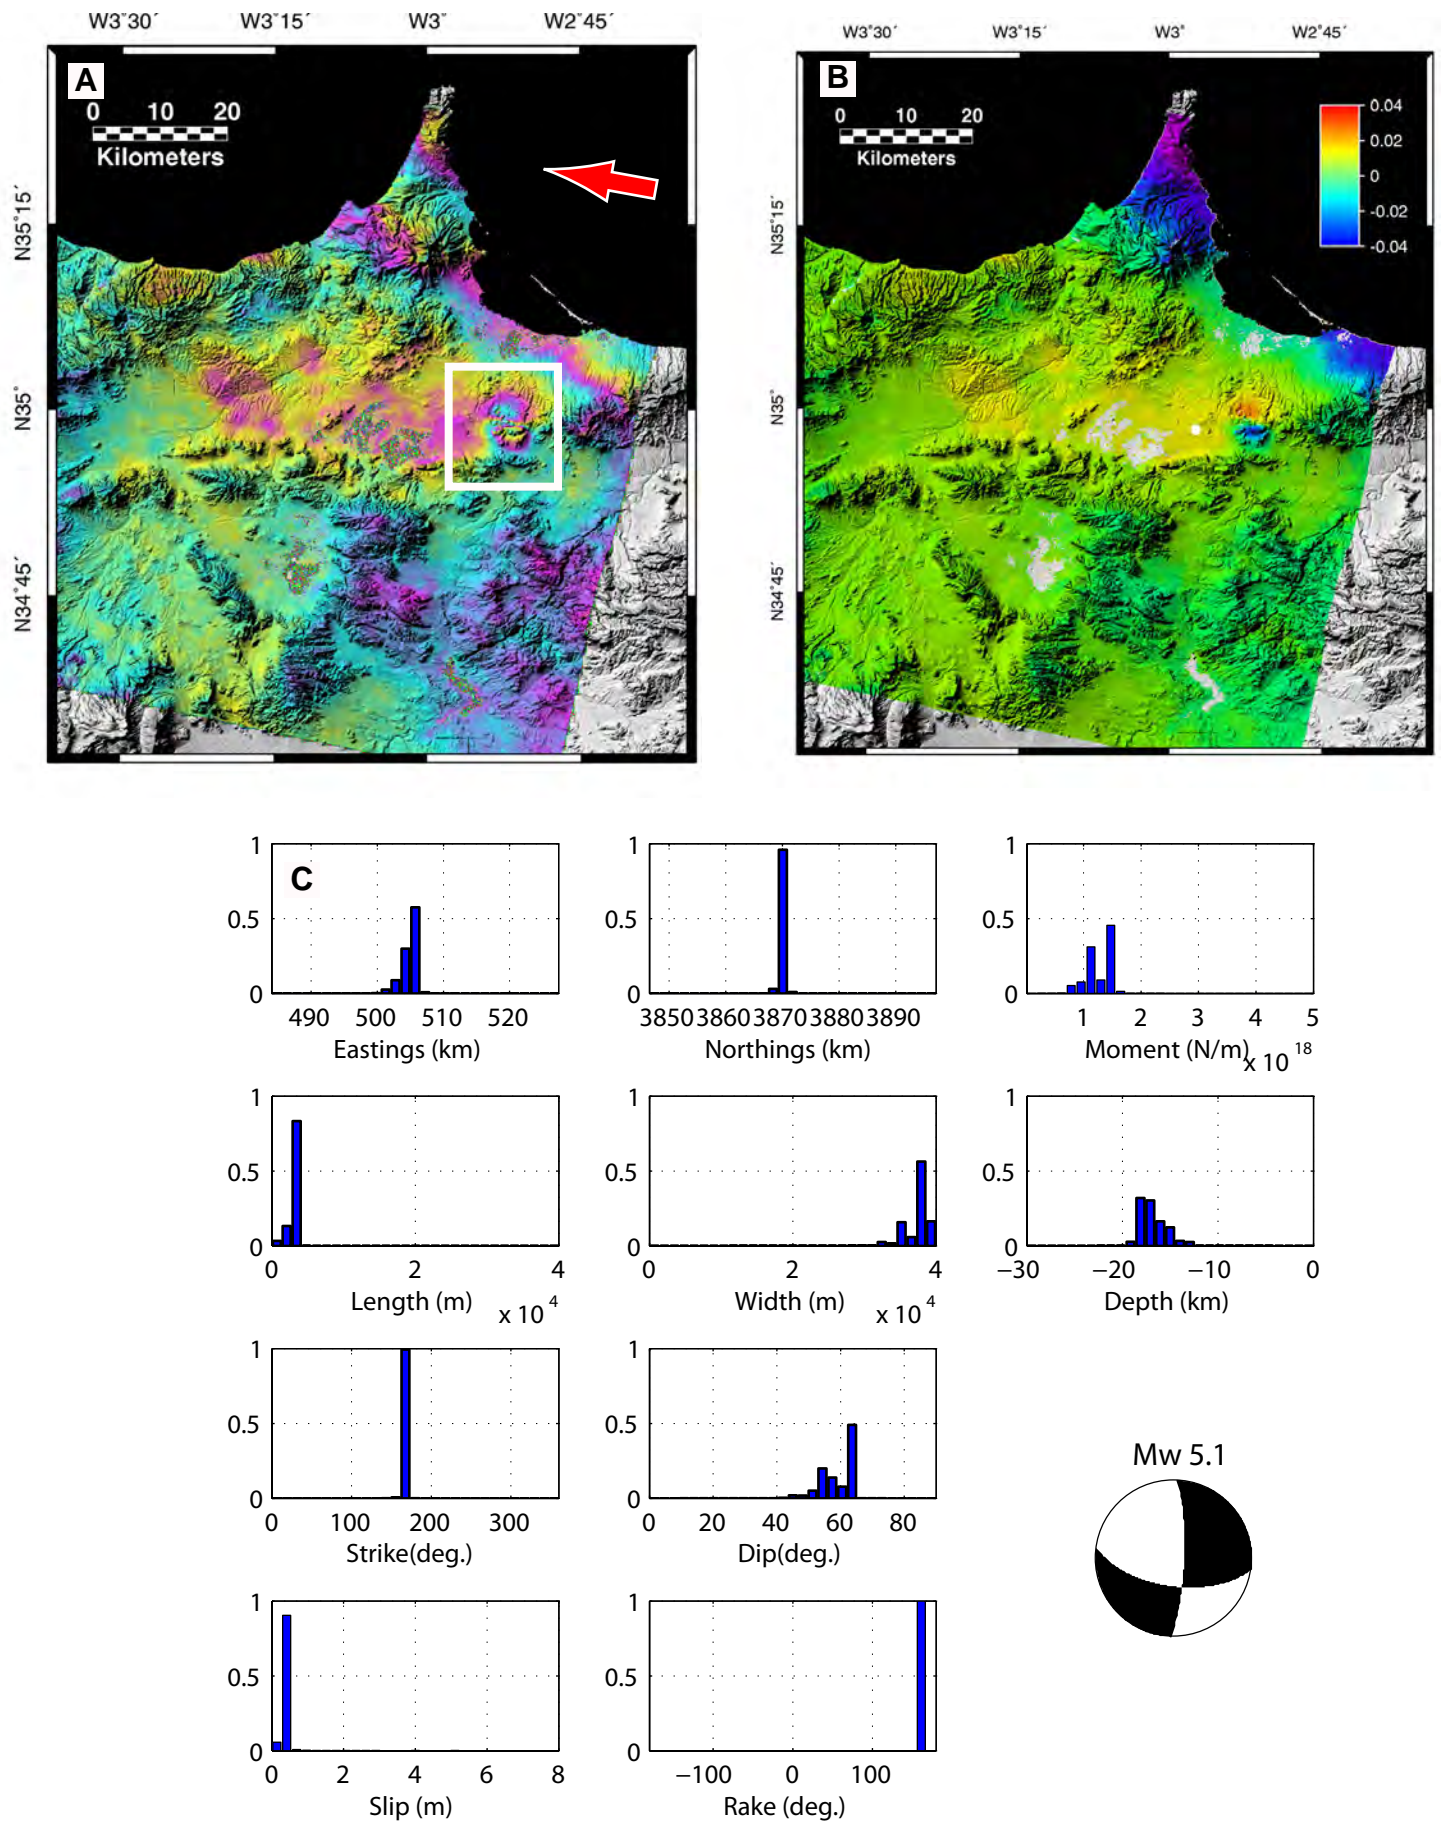 W3°30´ W3°15´ W3° W2°45´
W3°30´ W3°15´ W3° W2°45´
A
0 10 20
Kilometers
N35°15´
N35°
N34°45´
B
0 10 20
Kilometers
0.04
0.02
0
-0.02
-0.04
N35°15´
N35°
N34°45´
C
1
0.5
0
490 500 510 520
Eastings (km)
1
0.5
0
3850 3860 3870 3880 3890
Northings (km)
1
0.5
0
1 2 3 4 5
Moment (N/m)
x 10 18
1
0.5
0
0 2 4
Length (m)
x 10 4
1
0.5
0
0 2 4
Width (m)
x 10 4
1
0.5
0
−30 −20 −10 0
Depth (km)
1
0.5
0
0 100 200 300
Strike(deg.)
1
0.5
0
0 20 40 60 80
Dip(deg.)
Mw 5.1
1
0.5
0
0 2 4 6 8
Slip (m)
1
0.5
0
−100 0 100
Rake (deg.)